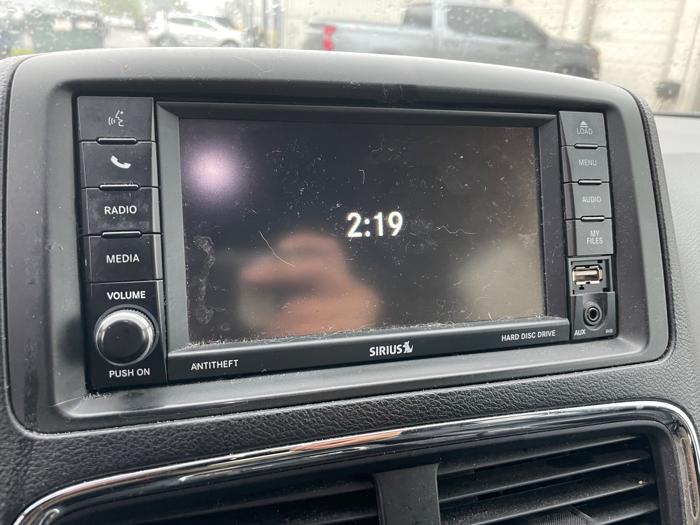 LOAD
MENU
RADIO
AUDIO
MEDIA
MY
FILES
VOLUME
PUSH ON
2:19
ANTITHEFT
SIRIUS
HARD DISC DRIVE
AUX